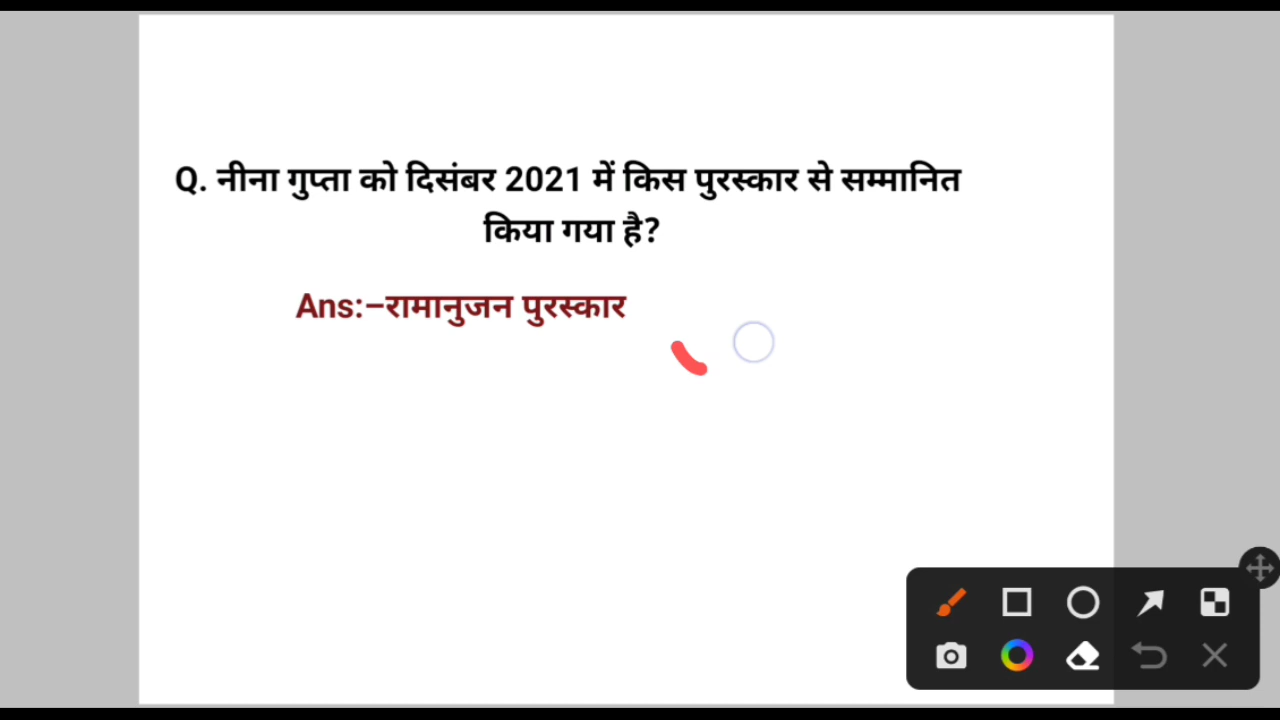 Q. नीना गुप्ता को दिसंबर 2021 में किस पुरस्कार से सम्मानित
किया गया है?
Ans:–रामानुजन पुरस्कार